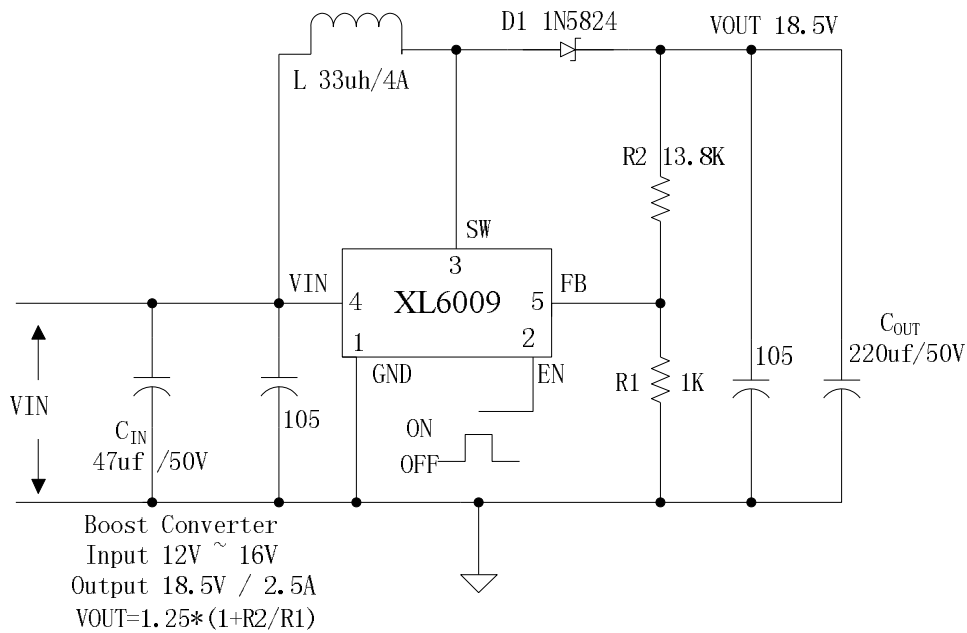 D1 1N5824
VOUT 18.5V
L 33uh/4A
R2 13.8K
SW
3
VIN
4
XL6009
5
FB
1
2
GND
EN
R1 1K
105
COUT
220uf/50V
VIN
CIN
47uf /50V
105
ON
OFF
Boost Converter
Input 12V ~ 16V
Output 18.5V / 2.5A
VOUT=1.25*(1+R2/R1)